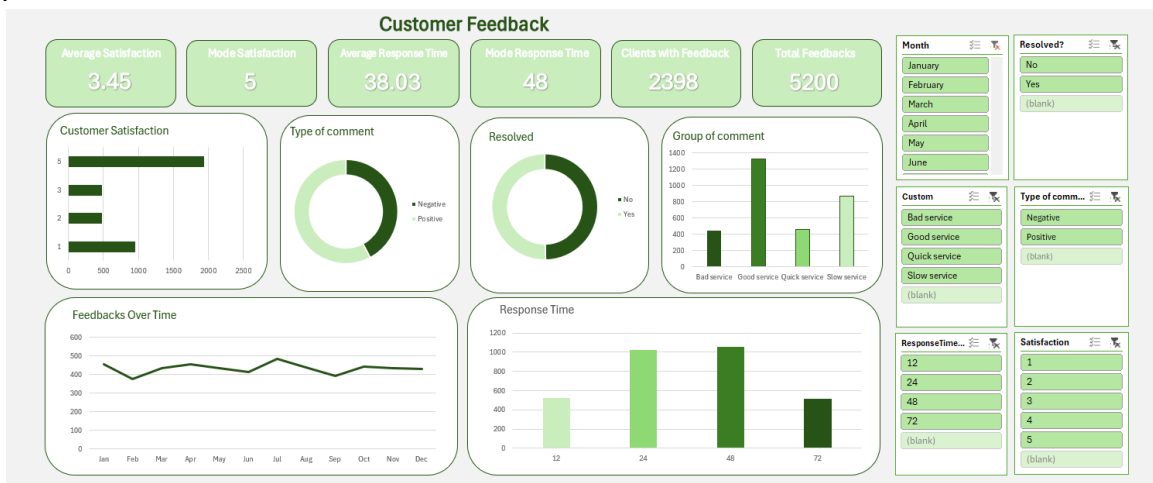 Customer Feedback
Average Satisfaction
3.45
Mode Satisfaction
5
Average Response Time
38.03
Mode Response Time
48
Clients with Feedback
2398
Total Feedbacks
5200
Customer Satisfaction
5
3
2
1
0 500 1000 1500 2000 2500
Type of comment
Negative
Positive
Resolved
No
Yes
Group of comment
1400
1200
1000
800
600
400
200
0
Bad service Good service Quick service Slow service
Feedbacks Over Time
600
500
400
300
200
100
0
Jan Feb Mar Apr May Jun Jul Aug Sep Oct Nov Dec
Response Time
1200
1000
800
600
400
200
0
12 24 48 72
Month
January
February
March
April
May
June
Resolved?
No
Yes
(blank)
Custom
Bad service
Good service
Quick service
Slow service
(blank)
Type of comm...
Negative
Positive
(blank)
ResponseTime...
12
24
48
72
(blank)
Satisfaction
1
2
3
4
5
(blank)